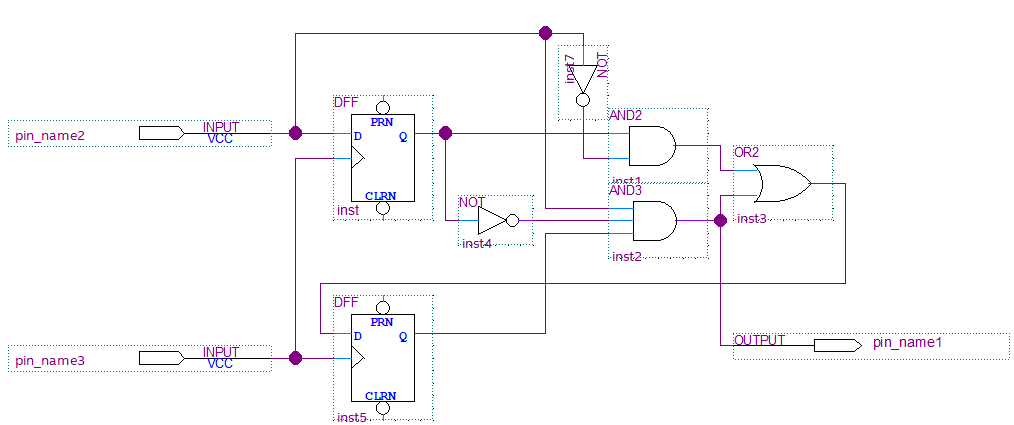 inst7
NOT
DFF
PRN
D
Q
CLRN
inst
pin_name2
INPUT
VCC
AND2
inst1
OR2
inst3
AND3
inst2
NOT
inst4
DFF
PRN
D
Q
CLRN
inst5
pin_name3
INPUT
VCC
OUTPUT
pin_name1